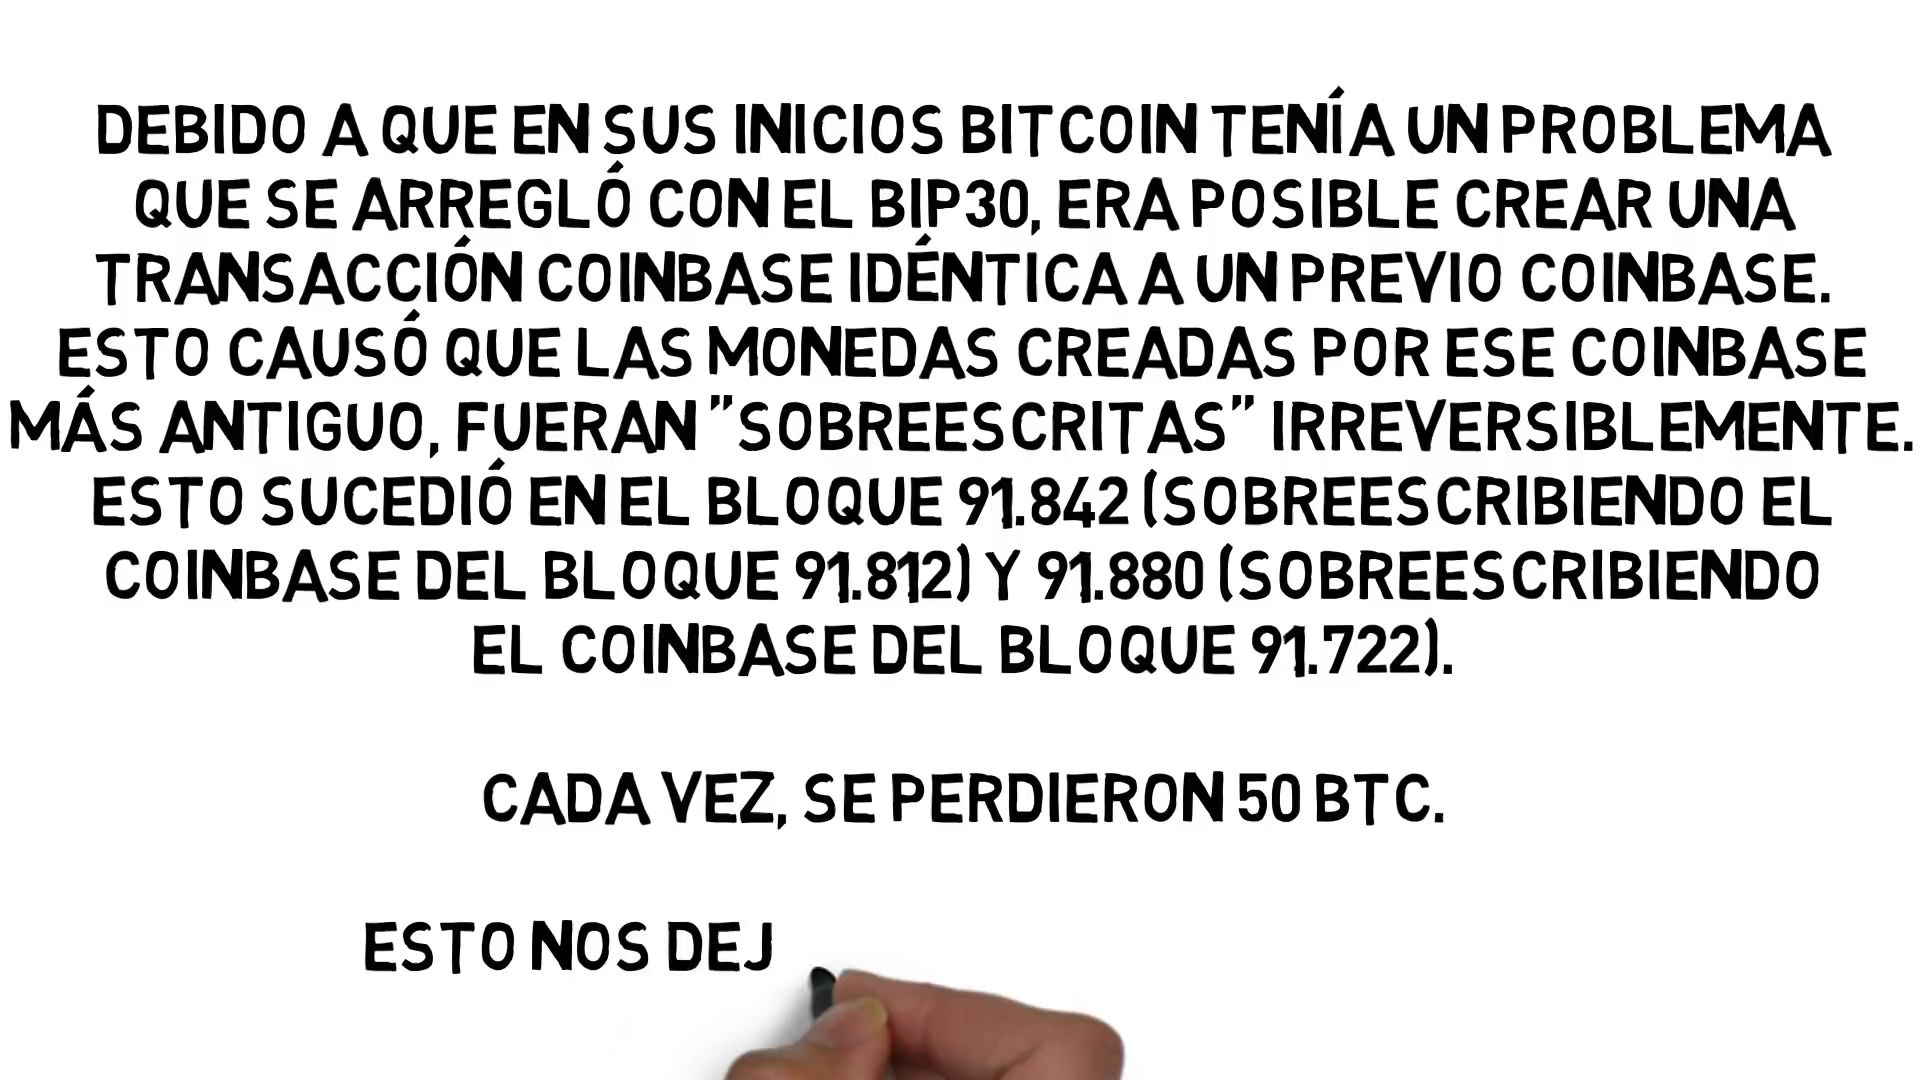 DEBIDO A QUE EN SUS INICIOS BITCOIN TENÍA UN PROBLEMA
QUE SE ARREGLÓ CON EL BIP30, ERA POSIBLE CREAR UNA
TRANSACCIÓN COINBASE IDÉNTICA A UN PREVIO COINBASE.
ESTO CAUSÓ QUE LAS MONEDAS CREADAS POR ESE COINBASE
MÁS ANTIGUO, FUERAN "SOBREESCRITAS" IRREVERSIBLEMENTE.
ESTO SUCEDIÓ EN EL BLOQUE 91.842 (SOBREESCRIBIENDO EL
COINBASE DEL BLOQUE 91.812) Y 91.880 (SOBREESCRIBIENDO
EL COINBASE DEL BLOQUE 91.722).
CADA VEZ, SE PERDIERON 50 BTC.
ESTO NOS DEJ